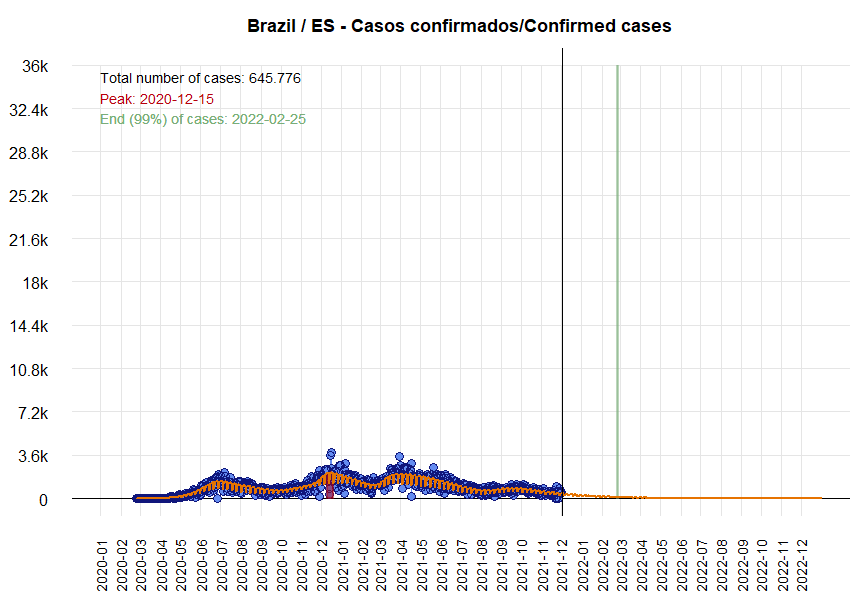 Brazil / ES - Casos confirmados/Confirmed cases
36k
Total number of cases: 645.776
Peak: 2020-12-15
End (99%) of cases: 2022-02-25
32.4k
28.8k
25.2k
21.6k
18k
14.4k
10.8k
7.2k
3.6k
0
2020-01
2020-02
2020-03
2020-04
2020-05
2020-06
2020-07
2020-08
2020-09
2020-10
2020-11
2020-12
2021-01
2021-02
2021-03
2021-04
2021-05
2021-06
2021-07
2021-08
2021-09
2021-10
2021-11
2021-12
2022-01
2022-02
2022-03
2022-04
2022-05
2022-06
2022-07
2022-08
2022-09
2022-10
2022-11
2022-12